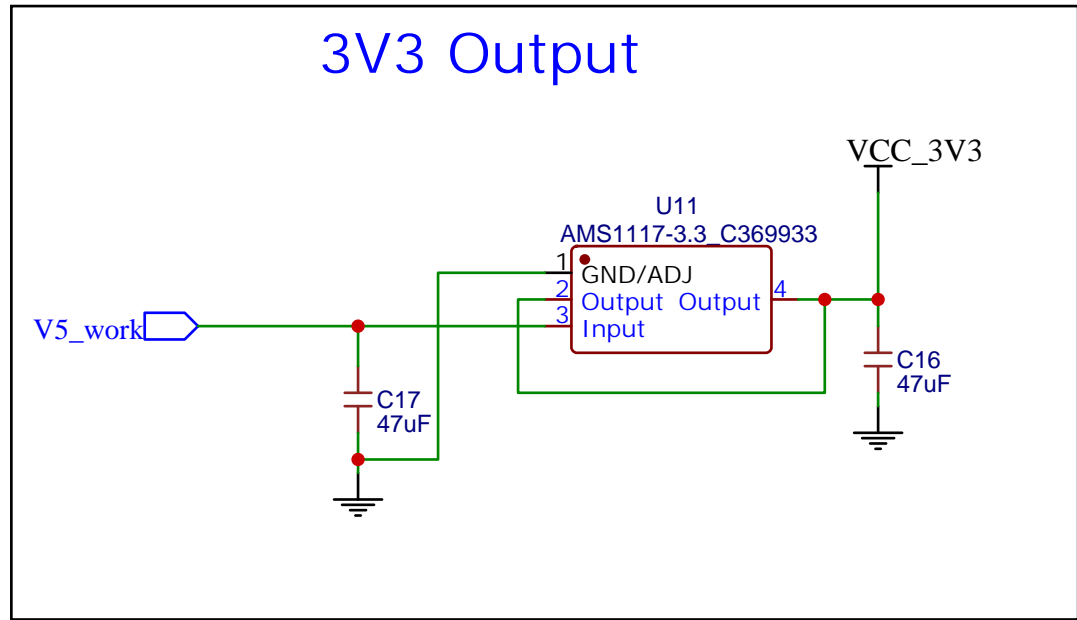 3V3 Output
VCC_3V3
U11
AMS1117-3.3_C369933
1
GND/ADJ
2
Output Output
4
3
Input
V5_work
C17
47uF
C16
47uF